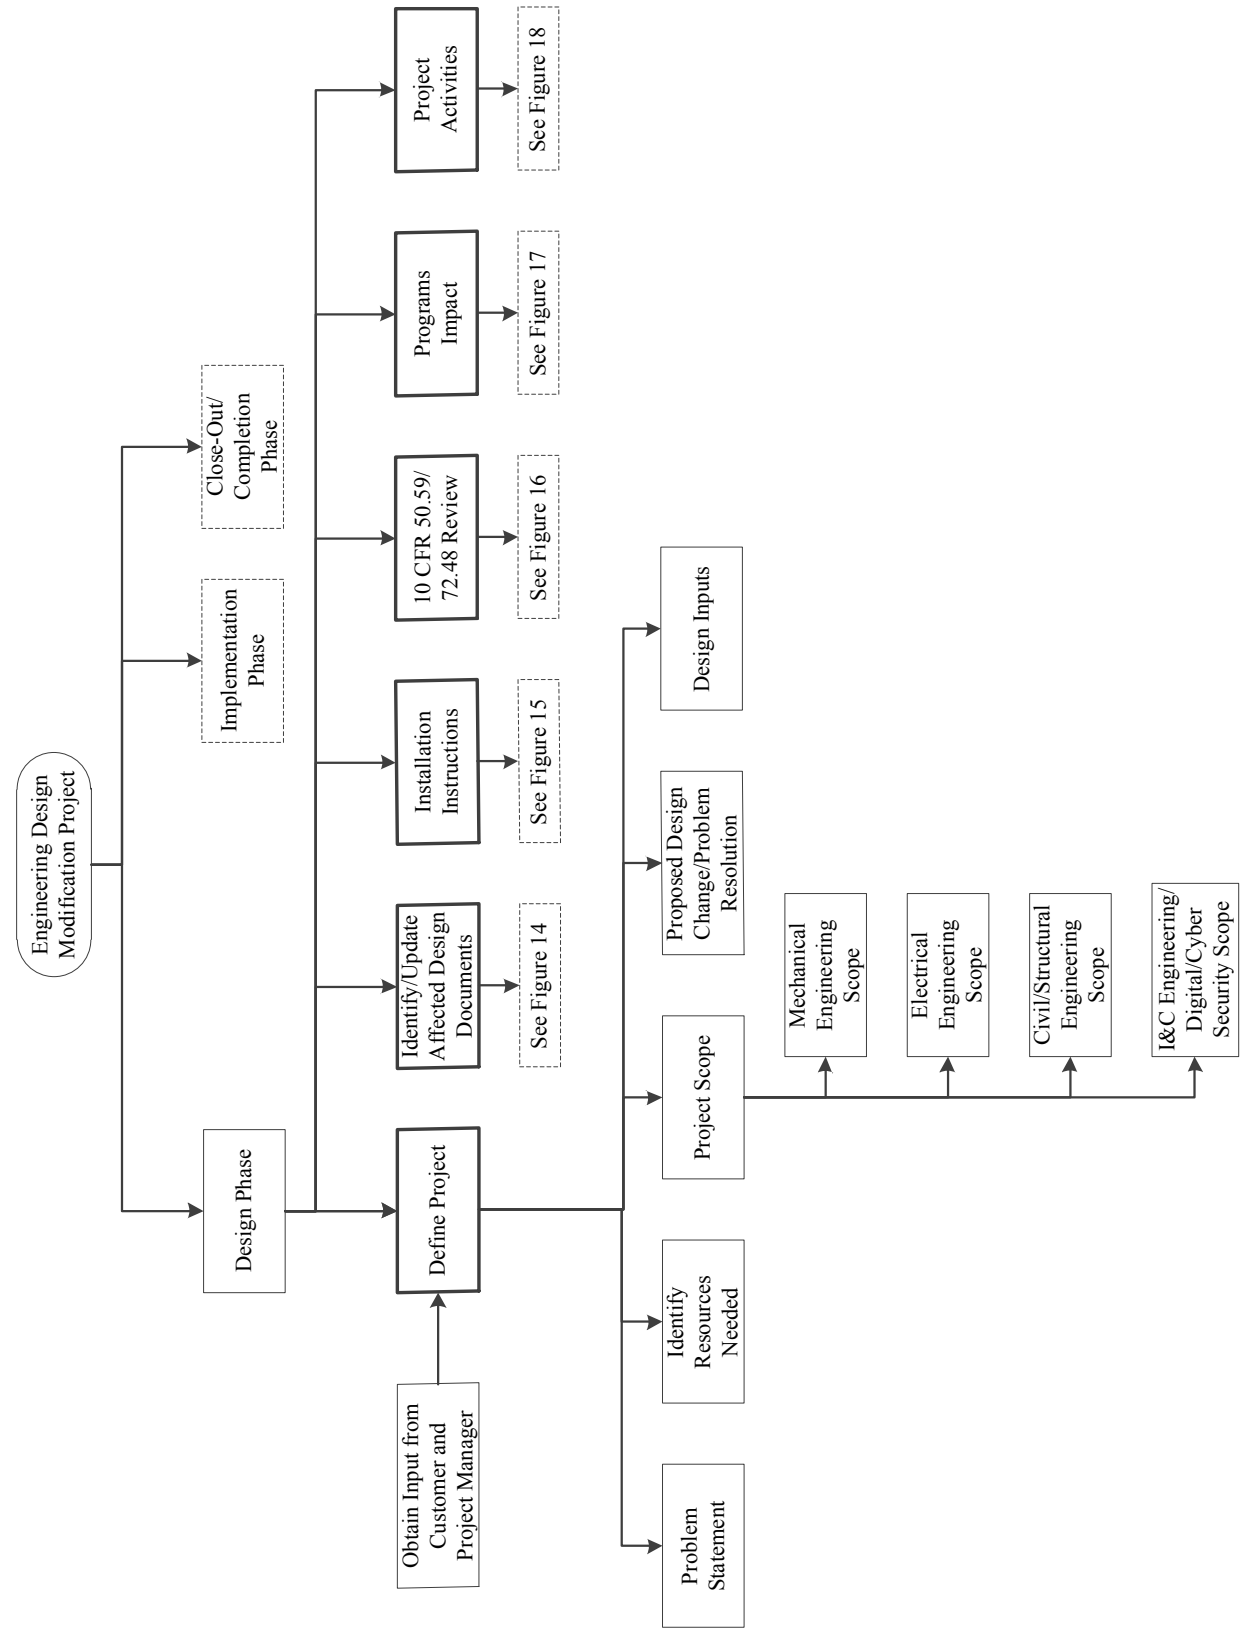 Engineering Design
Modification Project
Design Phase
Implementation
Phase
Close-Out/
Completion
Phase
Obtain Input from
Customer and
Project Manager
Define Project
Identify/Update
Affected Design
Documents
Installation
Instructions
10 CFR 50.59/
72.48 Review
Programs
Impact
Project
Activities
See Figure 14
See Figure 15
See Figure 16
See Figure 17
See Figure 18
Problem
Statement
Identify
Resources
Needed
Project Scope
Proposed Design
Change/Problem
Resolution
Design Inputs
Mechanical
Engineering
Scope
Electrical
Engineering
Scope
Civil/Structural
Engineering
Scope
I&C Engineering/
Digital/Cyber
Security Scope